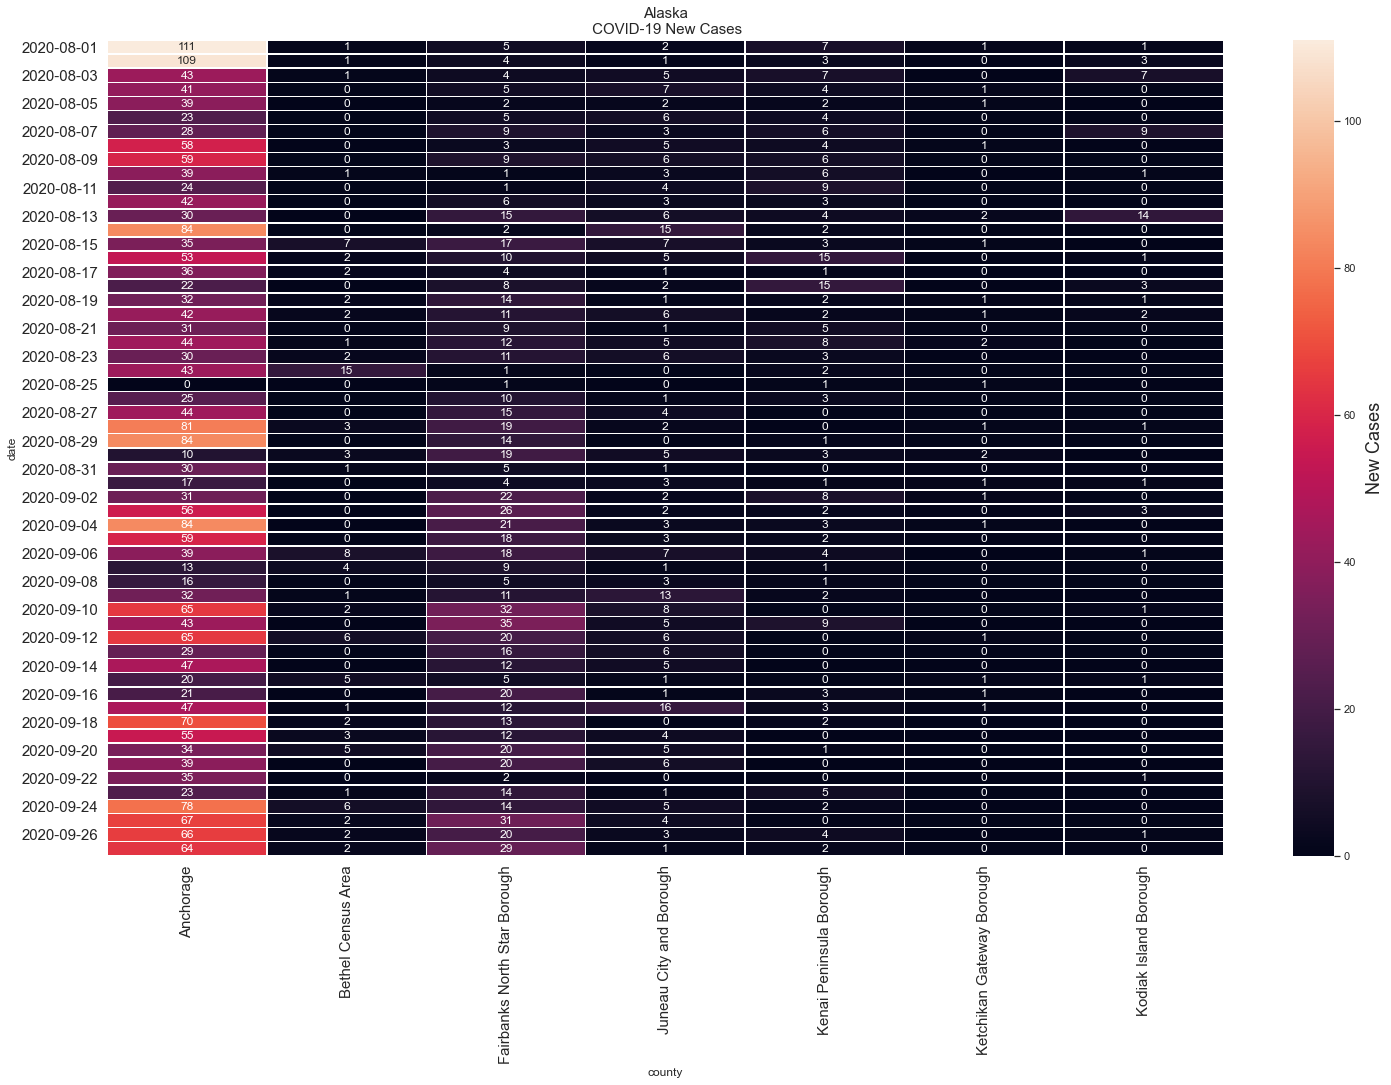 Alaska
COVID-19 New Cases
2020-08-01 111 1 5 2 7 1 1
109 1 4 1 3 0 3
2020-08-03 43 1 4 5 7 0 7
41 0 5 7 4 1 0
2020-08-05 39 0 2 2 2 1 0
23 0 5 6 4 0 0
2020-08-07 28 0 9 3 6 0 9
58 0 3 5 4 1 0
2020-08-09 59 0 9 6 6 0 0
39 1 1 3 6 0 1
2020-08-11 24 0 1 4 9 0 0
42 0 6 3 3 0 0
2020-08-13 30 0 15 6 4 2 14
84 0 2 15 2 0 0
2020-08-15 35 7 17 7 3 1 0
53 2 10 5 15 0 1
2020-08-17 36 2 4 1 1 0 0
22 0 8 2 15 0 3
2020-08-19 32 2 14 1 2 1 1
42 2 11 6 2 1 2
2020-08-21 31 0 9 1 5 0 0
44 1 12 5 8 2 0
2020-08-23 30 2 11 6 3 0 0
43 15 1 0 2 0 0
2020-08-25 0 0 1 0 1 1 0
25 0 10 1 3 0 0
2020-08-27 44 0 15 4 0 0 0
81 3 19 2 0 1 1
2020-08-29 84 0 14 0 1 0 0
10 3 19 5 3 2 0
2020-08-31 30 1 5 1 0 0 0
17 0 4 3 1 1 1
2020-09-02 31 0 22 2 8 1 0
56 0 26 2 2 0 3
2020-09-04 84 0 21 3 3 1 0
59 0 18 3 2 0 0
2020-09-06 39 8 18 7 4 0 1
13 4 9 1 1 0 0
2020-09-08 16 0 5 3 1 0 0
32 1 11 13 2 0 0
2020-09-10 65 2 32 8 0 0 1
43 0 35 5 9 0 0
2020-09-12 65 6 20 6 0 1 0
29 0 16 6 0 0 0
2020-09-14 47 0 12 5 0 0 0
20 5 5 1 0 1 1
2020-09-16 21 0 20 1 3 1 0
47 1 12 16 3 1 0
2020-09-18 70 2 13 0 2 0 0
55 3 12 4 0 0 0
2020-09-20 34 5 20 5 1 0 0
39 0 20 6 0 0 0
2020-09-22 35 0 2 0 0 0 1
23 1 14 1 5 0 0
2020-09-24 78 6 14 5 2 0 0
67 2 31 4 0 0 0
2020-09-26 66 2 20 3 4 0 1
64 2 29 1 2 0 0
date
Anchorage
Bethel Census Area
Fairbanks North Star Borough
Juneau City and Borough
Kenai Peninsula Borough
Ketchikan Gateway Borough
Kodiak Island Borough
county
100
80
60
40
20
0
New Cases